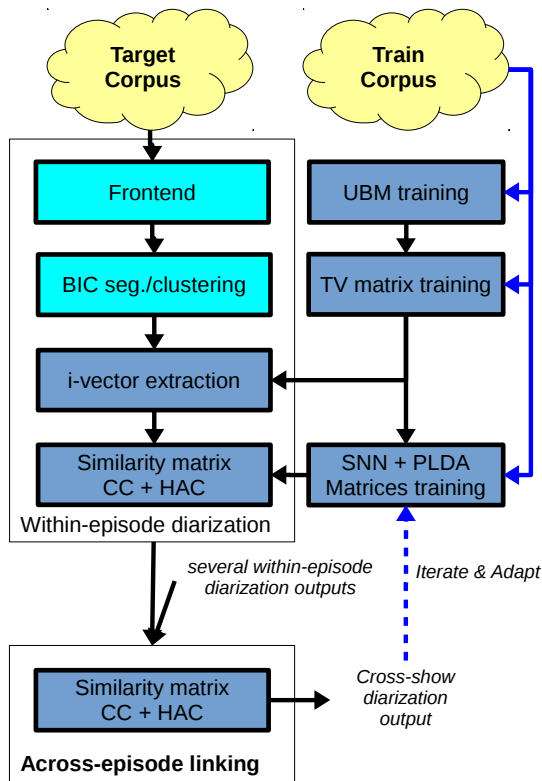 Target
Corpus
Train
Corpus
Frontend
UBM training
BIC seg./clustering
TV matrix training
i-vector extraction
Similarity matrix
CC + HAC
SNN + PLDA
Matrices training
Within-episode diarization
several within-episode
diarization outputs
Iterate & Adapt
Similarity matrix
CC + HAC
Cross-show
diarization
output
Across-episode linking